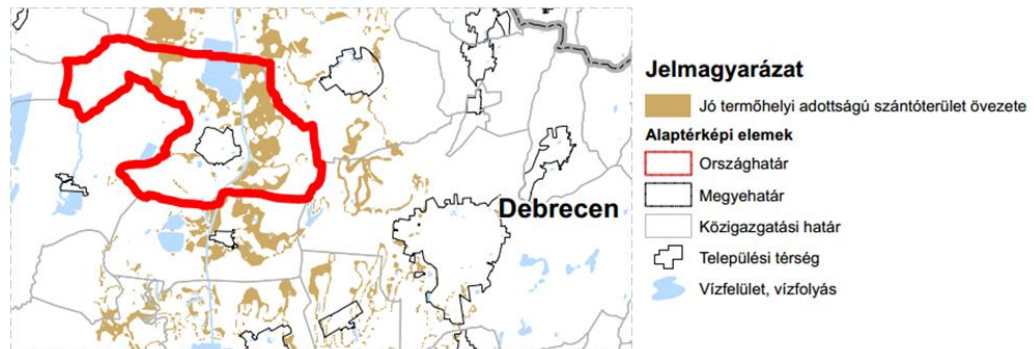 Debrecen
Jelmagyarázat
Jó termőhelyi adottságú szántóterület övezete
Alaptérképi elemek
Országhatár
Megyehatár
Közigazgatási határ
Települési térség
Vízfelület, vízfolyás